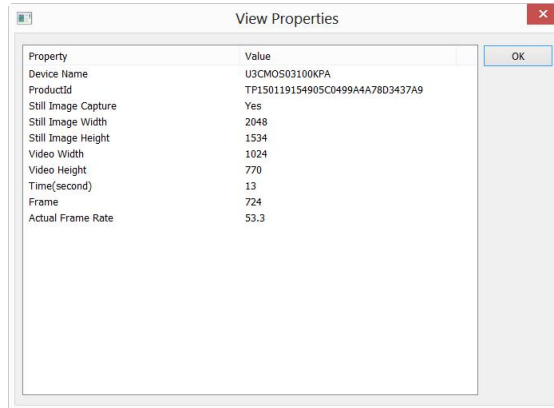 View Properties
Property Value
OK
Device Name U3CMOS03100KPA
ProductId TP150119154905C0499A4A78D3437A9
Still Image Capture Yes
Still Image Width 2048
Still Image Height 1534
Video Width 1024
Video Height 770
Time(second) 13
Frame 724
Actual Frame Rate 53.3